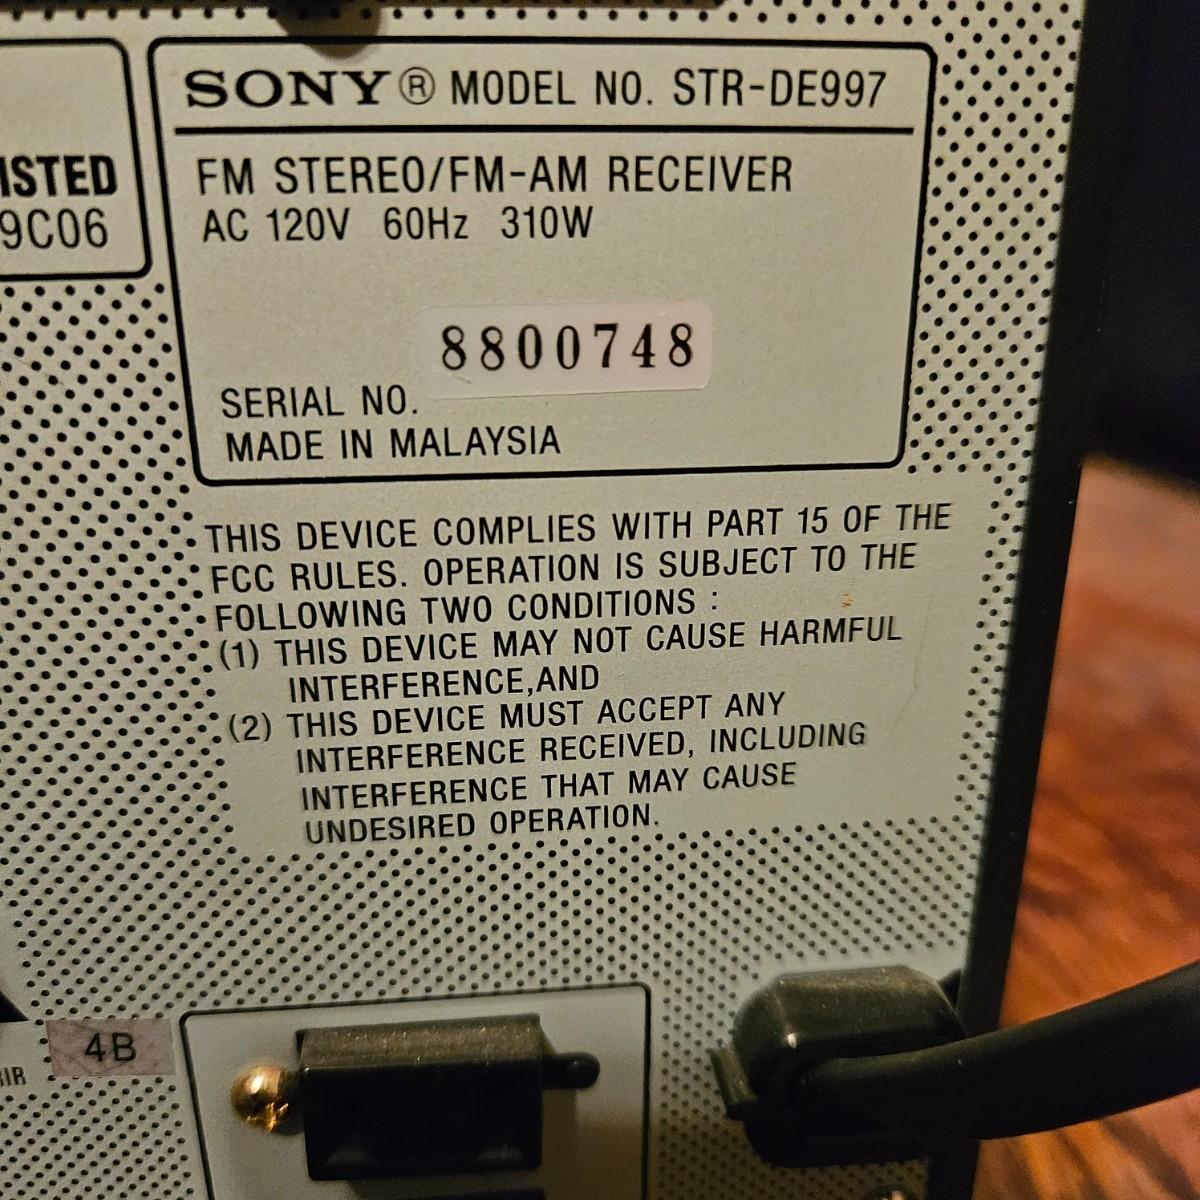 SONY® MODEL NO. STR-DE997
ISTED
9C06
FM STEREO/FM-AM RECEIVER
AC 120V 60Hz 310W
8800748
SERIAL NO.
MADE IN MALAYSIA
THIS DEVICE COMPLIES WITH PART 15 OF THE
FCC RULES. OPERATION IS SUBJECT TO THE
FOLLOWING TWO CONDITIONS :
(1) THIS DEVICE MAY NOT CAUSE HARMFUL
INTERFERENCE,AND
(2) THIS DEVICE MUST ACCEPT ANY
INTERFERENCE RECEIVED, INCLUDING
INTERFERENCE THAT MAY CAUSE
UNDESIRED OPERATION.
4B